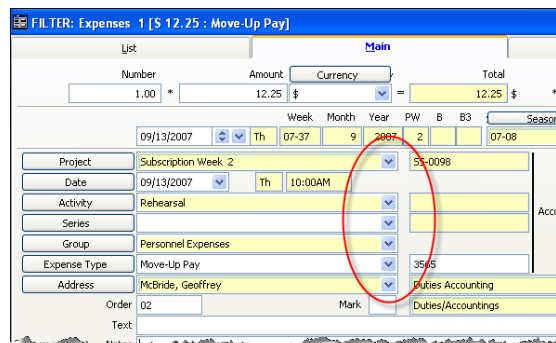 FILTER: Expenses 1 [$ 12.25 : Move-Up Pay]
List Main
Number Amount Currency Total
1.00 * 12.25 $ = 12.25 $ *
Week Month Year PW B B3 Season
09/13/2007 Th 07-37 9 2007 2 07-08
Project Subscription Week 2 SS-0098
Date 09/13/2007 Th 10:00AM
Activity Rehearsal
Series Acco
Group Personnel Expenses
Expense Type Move-Up Pay 3565
Address McBride, Geoffrey Duties Accounting
Order 02 Mark Duties/Accountings
Text
Notes